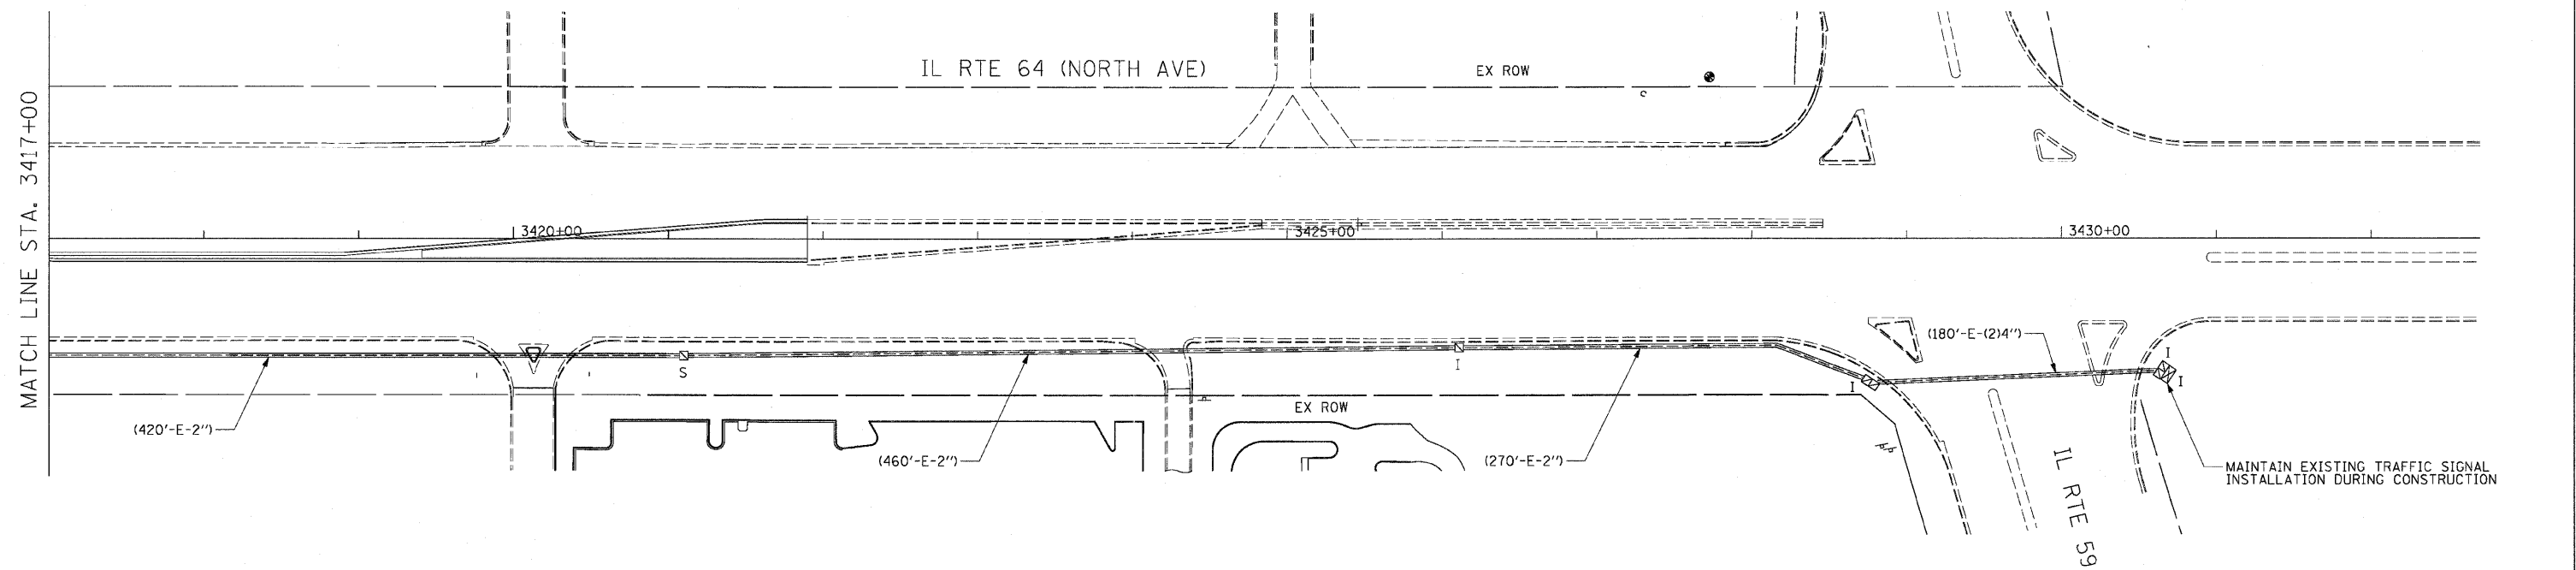 IL RTE 64 (NORTH AVE)
EX ROW
MATCH LINE STA. 3417+00
3420+00
3425+00
3430+00
(180'-E-(2)4")
S
I
I
I
I
(420'-E-2")
(460'-E-2")
EX ROW
(270'-E-2")
IL RTE 59
MAINTAIN EXISTING TRAFFIC SIGNAL
INSTALLATION DURING CONSTRUCTION